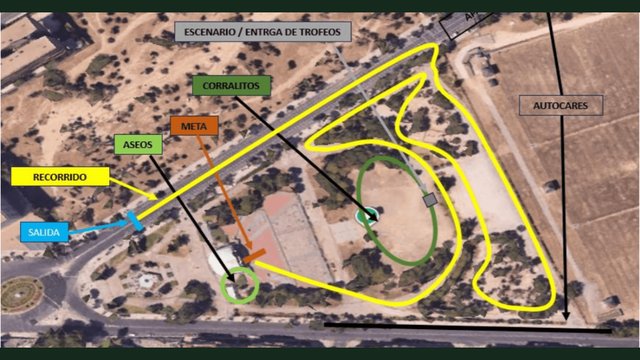 ESCENARIO / ENTRGA DE TROFEOS
CORRALITOS
AUTOCARES
META
ASEOS
RECORRIDO
SALIDA